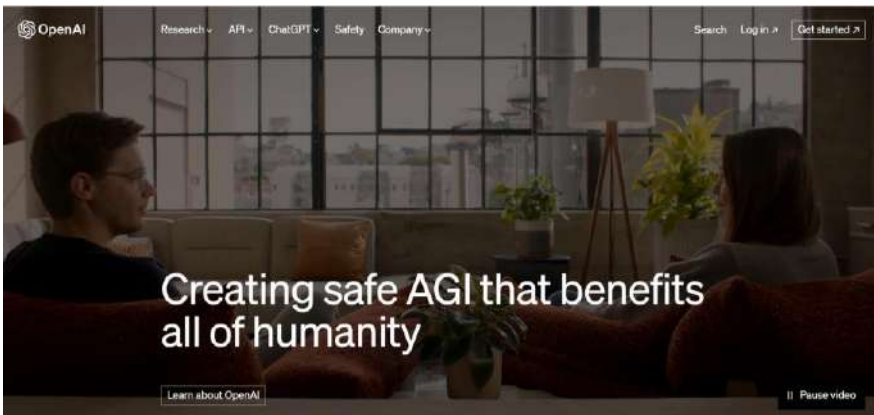 OpenAI
Research API ChatGPT Safety Company
Search Log in ↗ Get started ↗
Creating safe AGI that benefits
all of humanity
Learn about OpenAI
Pause video